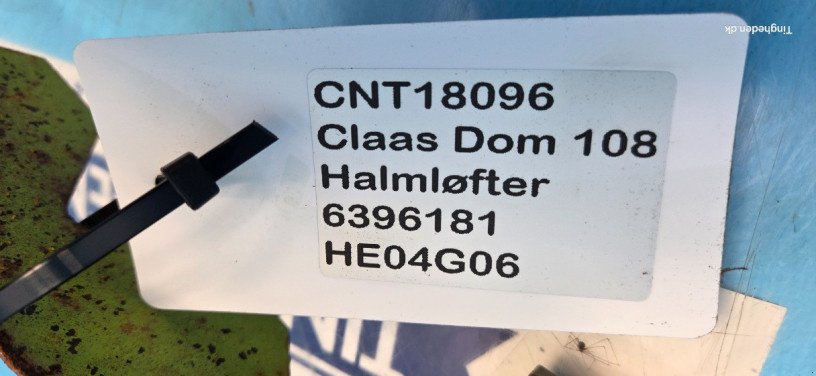 CNT18096
Claas Dom 108
Halmløfter
6396181
HE04G06
Tingheden.dk